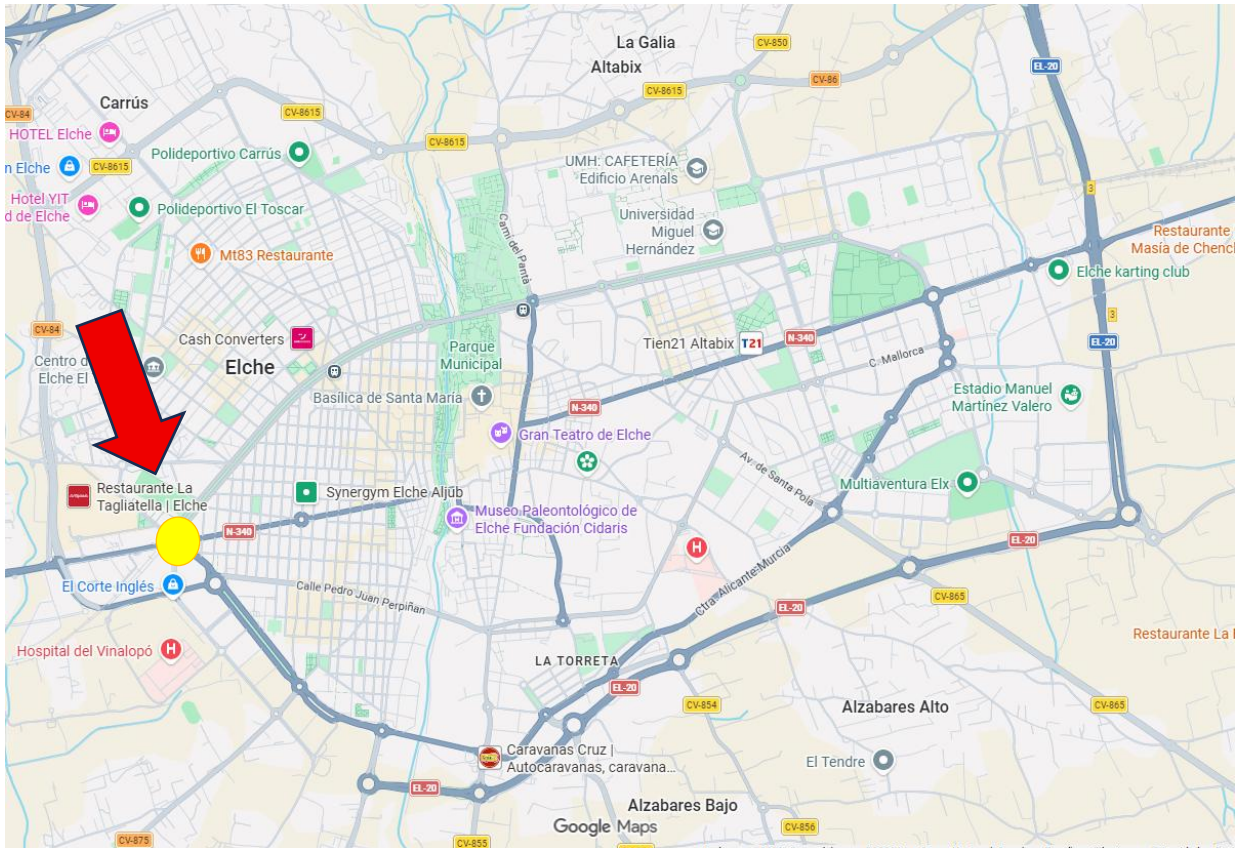 La Galia
Altabix
CV-850
CV-86
EL-20
CV-8615
Carrús
CV-84
HOTEL Elche
CV-8615
CV-8615
Polideportivo Carrús
n Elche
CV-8615
UMH: CAFETERÍA
Edificio Arenals
Hotel YIT
d de Elche
Polideportivo El Toscar
3
Universidad
Miguel
Hernández
Camí del Pantà
Restaurante
Masía de Chench
Mt83 Restaurante
Elche karting club
CV-84
3
Cash Converters
Tien21 Altabix
T21
N-340
EL-20
Centro d
Elche El
Elche
Parque
Municipal
C. Mallorca
Basílica de Santa María
Estadio Manuel
Martínez Valero
N-340
Gran Teatro de Elche
Av. de Santa Pola
Restaurante La
Tagliatella | Elche
Synergym Elche Aljub
Multiaventura Elx
Museo Paleontológico de
Elche Fundación Cidaris
N-340
H
EL-20
El Corte Inglés
Calle Pedro Juan Perpiñan
Ctra. Alicante-Murcia
CV-865
EL-20
Hospital del Vinalopó
H
Restaurante La
LA TORRETA
EL-20
CV-854
Alzabares Alto
CV-865
Caravanas Cruz |
Autocaravanas, caravana...
El Tendre
EL-20
Alzabares Bajo
Google Maps
CV-856
CV-875
CV-855